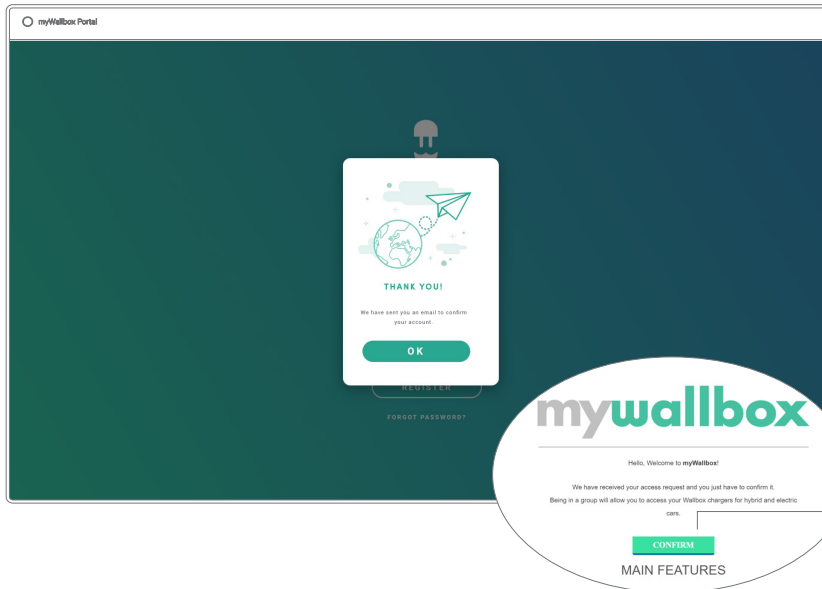 myWallbox Portal
THANK YOU!
We have sent you an email to confirm
your account.
OK
REGISTER
FORGOT PASSWORD?
mywallbox
Hello, Welcome to myWallbox!
We have received your access request and you just have to confirm it.
Being in a group will allow you to access your Wallbox chargers for hybrid and electric
cars.
CONFIRM
MAIN FEATURES